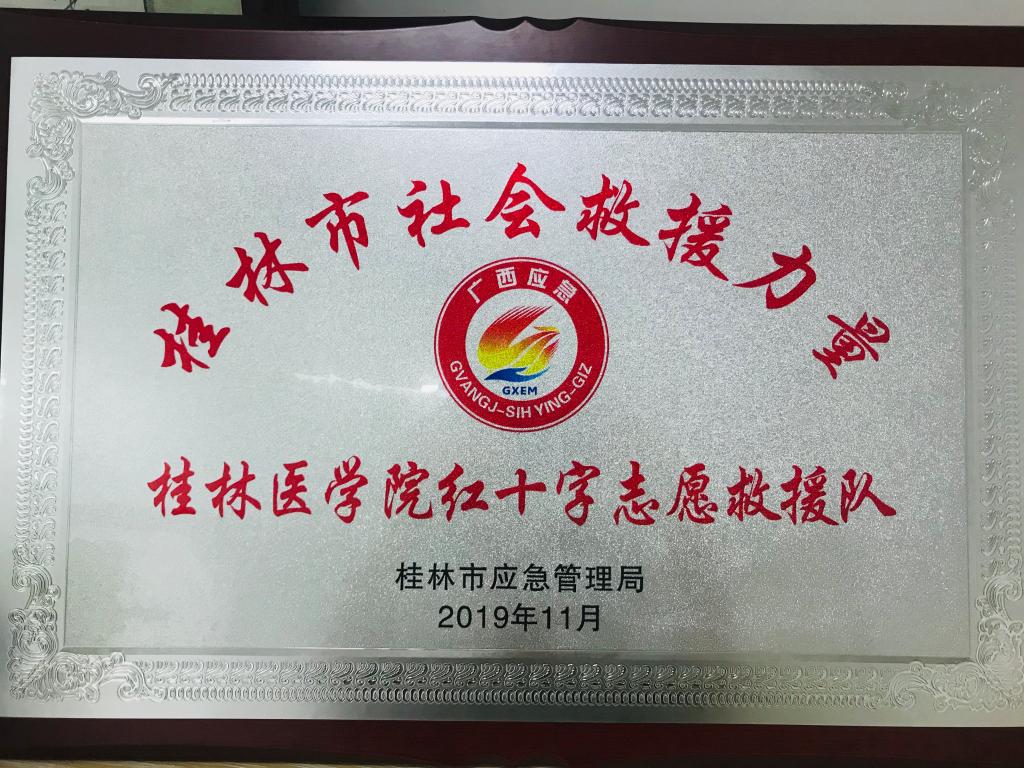 桂林市社会救援力量
广西应急
GXEM
GVANGJ-SIH YING-GIZ
桂林医学院红十字志愿救援队
桂林市应急管理局
2019年11月